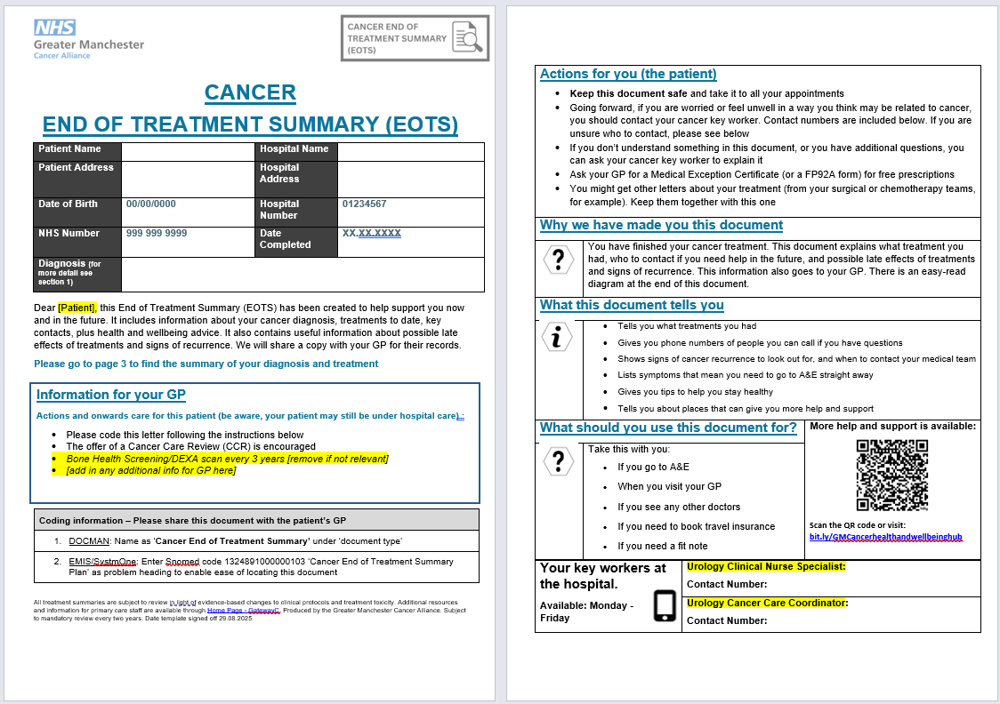 NHS
Greater Manchester
Cancer Alliance
CANCER END OF
TREATMENT SUMMARY
(EOTS)
CANCER
END OF TREATMENT SUMMARY (EOTS)
Patient Name
Hospital Name
Patient Address
Hospital
Address
Date of Birth
00/00/0000
Hospital
Number
01234567
NHS Number
999 999 9999
Date
Completed
XX.XX.XXXX
Diagnosis (for
more detail see
section 1)
Dear [Patient], this End of Treatment Summary (EOTS) has been created to help support you now
and in the future. It includes information about your cancer diagnosis, treatments to date, key
contacts, plus health and wellbeing advice. It also contains useful information about possible late
effects of treatments and signs of recurrence. We will share a copy with your GP for their records.
Please go to page 3 to find the summary of your diagnosis and treatment
Information for your GP
Actions and onwards care for this patient (be aware, your patient may still be under hospital care) :
• Please code this letter following the instructions below
• The offer of a Cancer Care Review (CCR) is encouraged
• Bone Health Screening/DEXA scan every 3 years [remove if not relevant]
• [add in any additional info for GP here]
Coding information – Please share this document with the patient's GP
1. DOCMAN: Name as 'Cancer End of Treatment Summary' under 'document type'
2. EMIS/SystmOne: Enter Snomed code 1324891000000103 'Cancer End of Treatment Summary
Plan' as problem heading to enable ease of locating this document
All treatment summaries are subject to review in light of evidence-based changes to clinical protocols and treatment toxicity. Additional resources
and information for primary care staff are available through Home Page - GatewayC. Produced by the Greater Manchester Cancer Alliance. Subject
to mandatory review every two years. Date template signed off 29.08.2025
Actions for you (the patient)
• Keep this document safe and take it to all your appointments
• Going forward, if you are worried or feel unwell in a way you think may be related to cancer,
you should contact your cancer key worker. Contact numbers are included below. If you are
unsure who to contact, please see below
• If you don't understand something in this document, or you have additional questions, you
can ask your cancer key worker to explain it
• Ask your GP for a Medical Exception Certificate (or a FP92A form) for free prescriptions
• You might get other letters about your treatment (from your surgical or chemotherapy teams,
for example). Keep them together with this one
Why we have made you this document
You have finished your cancer treatment. This document explains what treatment you
had, who to contact if you need help in the future, and possible late effects of treatments
and signs of recurrence. This information also goes to your GP. There is an easy-read
diagram at the end of this document.
What this document tells you
• Tells you what treatments you had
• Gives you phone numbers of people you can call if you have questions
• Shows signs of cancer recurrence to look out for, and when to contact your medical team
• Lists symptoms that mean you need to go to A&E straight away
• Gives you tips to help you stay healthy
• Tells you about places that can give you more help and support
What should you use this document for?
Take this with you:
• If you go to A&E
• When you visit your GP
• If you see any other doctors
• If you need to book travel insurance
• If you need a fit note
More help and support is available:
Scan the QR code or visit:
bit.ly/GMCancerhealthandwellbeinghub
Your key workers at
the hospital.
Available: Monday -
Friday
Urology Clinical Nurse Specialist:
Contact Number:
Urology Cancer Care Coordinator:
Contact Number: